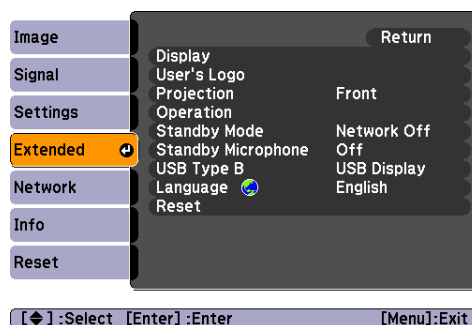 Image
Signal
Settings
Extended
Network
Info
Reset
Return
Display
User's Logo
Projection Front
Operation
Standby Mode Network Off
Standby Microphone Off
USB Type B USB Display
Language English
Reset
[◆] :Select [Enter] :Enter [Menu]:Exit